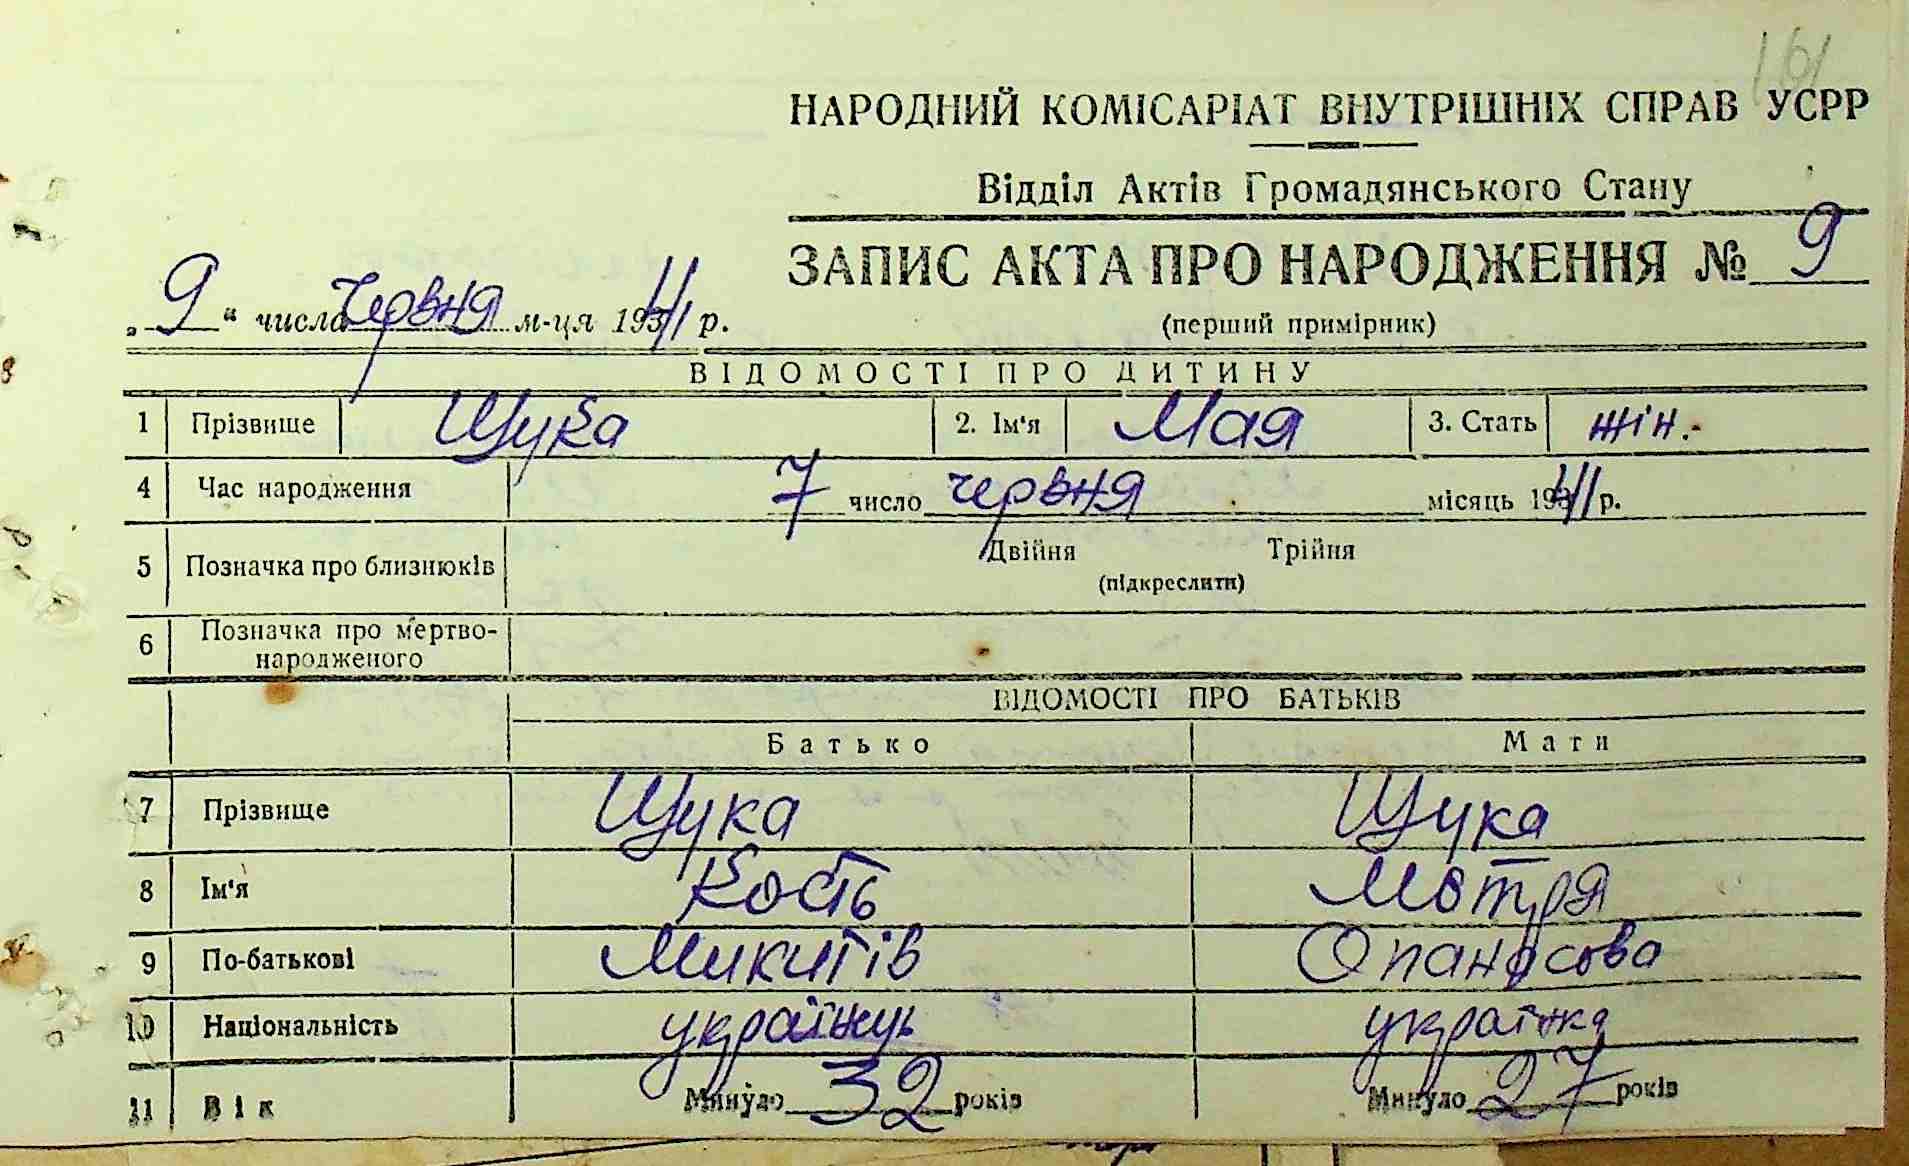 161
НАРОДНИЙ КОМІСАРІАТ ВНУТРІШНІХ СПРАВ УСРР
Відділ Актів Громадянського Стану
ЗАПИС АКТА ПРО НАРОДЖЕННЯ № 9
„ 9 " числа червня м-ця 1941 р.
(перший примірник)
ВІДОМОСТІ ПРО ДИТИНУ
1 Прізвище Щука 2. Ім'я Мая 3. Стать жін.-
4 Час народження 7 число червня місяць 1941 р.
5 Позначка про близнюків Двійня Трійня
(підкреслити)
6 Позначка про мертво-
народженого
ВІДОМОСТІ ПРО БАТЬКІВ
Батько Мати
7 Прізвище Щука Щука
8 Ім'я Кость Мотря
9 По-батькові Микитів Опанасова
10 Національність українець українка
11 Вік Минуло 32 років Минуло 27 років